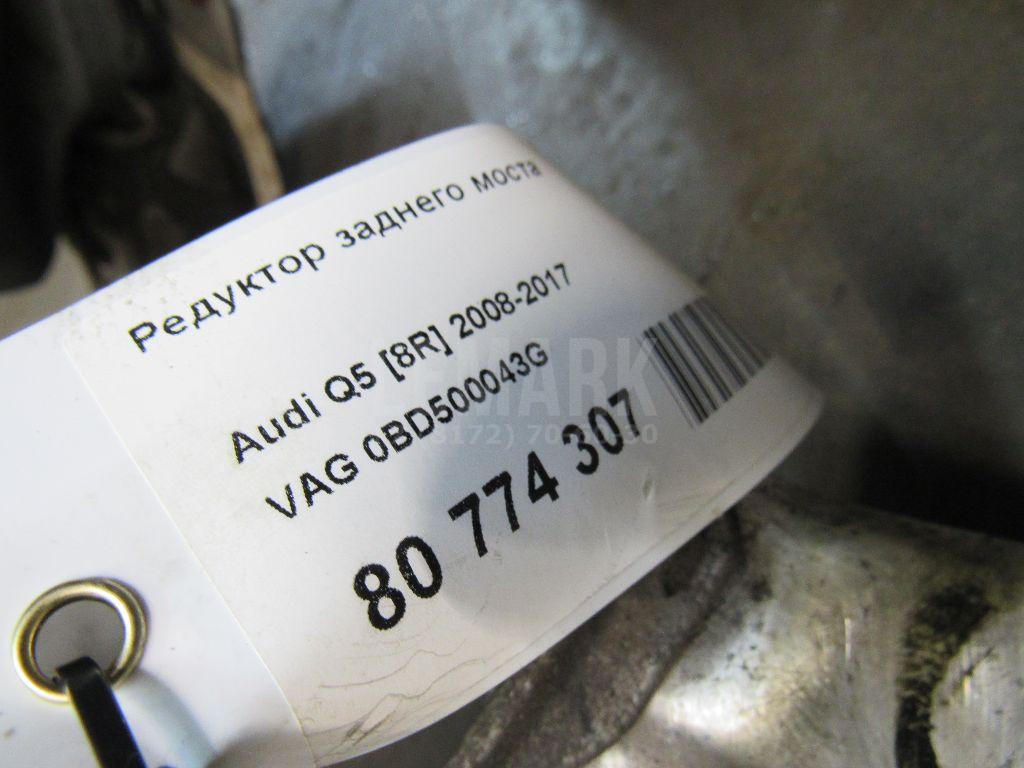 Редуктор заднего моста
Audi Q5 [8R] 2008-2017
VAG 0BD500043G
80 774 307